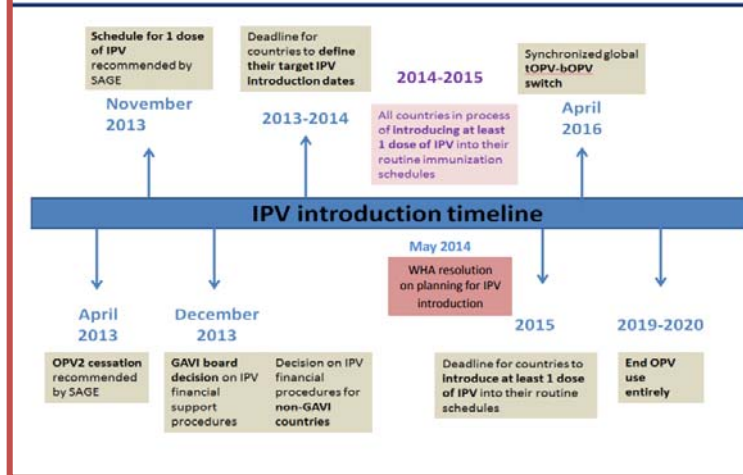 Schedule for 1 dose
of IPV
recommended by
SAGE
November
2013
Deadline for
countries to define
their target IPV
introduction dates
2013-2014
2014-2015
All countries in process
of introducing at least
1 dose of IPV into their
routine immunization
schedules
Synchronized global
tOPV-bOPV
switch
April
2016
IPV introduction timeline
April
2013
OPV2 cessation
recommended
by SAGE
December
2013
GAVI board
decision on IPV
financial
support
procedures
Decision on IPV
financial
procedures for
non-GAVI
countries
May 2014
WHA resolution
on planning for IPV
introduction
2015
Deadline for countries to
introduce at least 1 dose
of IPV into their routine
schedules
2019-2020
End OPV
use
entirely